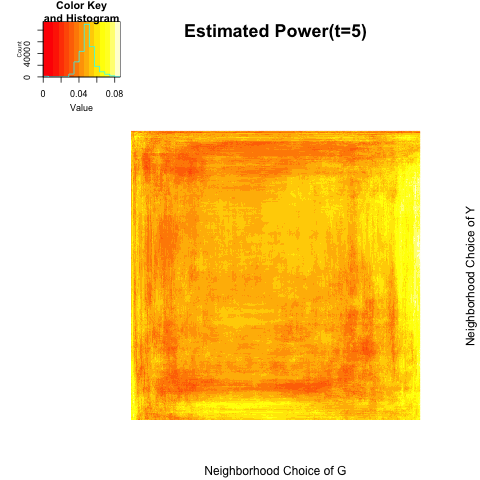 Color Key
and Histogram
Estimated Power(t=5)
Count
0 40000
0 0.04 0.08
Value
Neighborhood Choice of Y
Neighborhood Choice of G